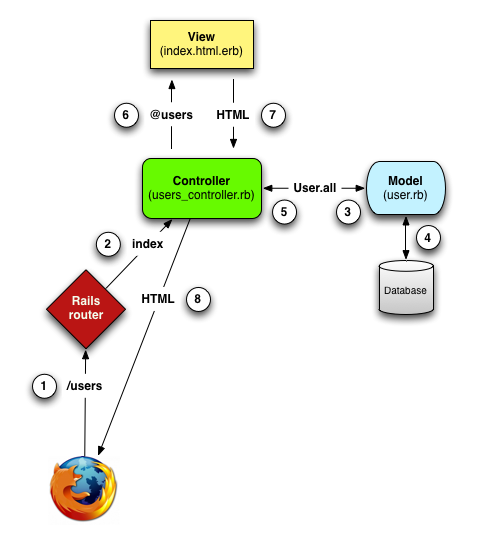 View
(index.html.erb)
6
@users
HTML
7
Controller
(users_controller.rb)
User.all
5
3
Model
(user.rb)
4
Database
2
index
HTML
8
Rails
router
1
/users